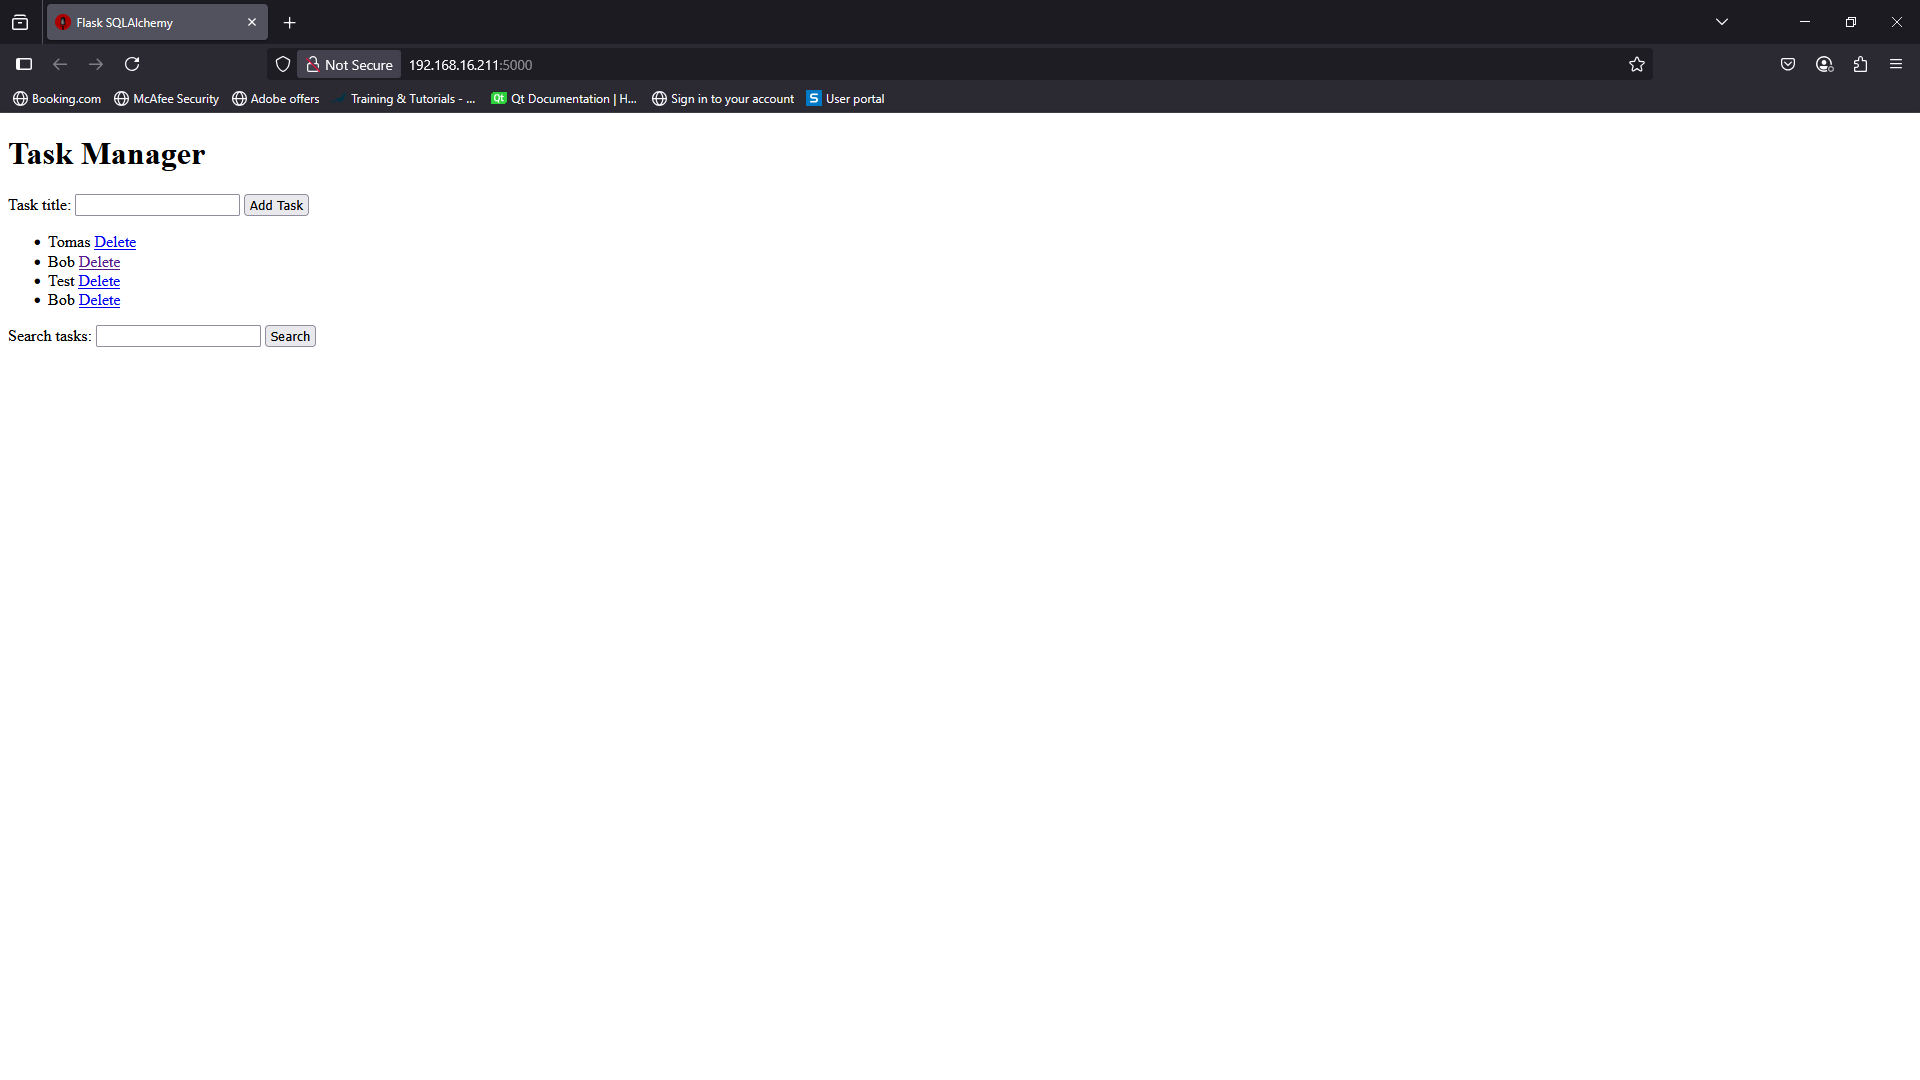 Flask SQLAlchemy
Not Secure 192.168.16.211:5000
Booking.com McAfee Security Adobe offers Training & Tutorials - ... Qt Qt Documentation | H... Sign in to your account S User portal
Task Manager
Task title: Add Task
Tomas Delete
Bob Delete
Test Delete
Bob Delete
Search tasks: Search